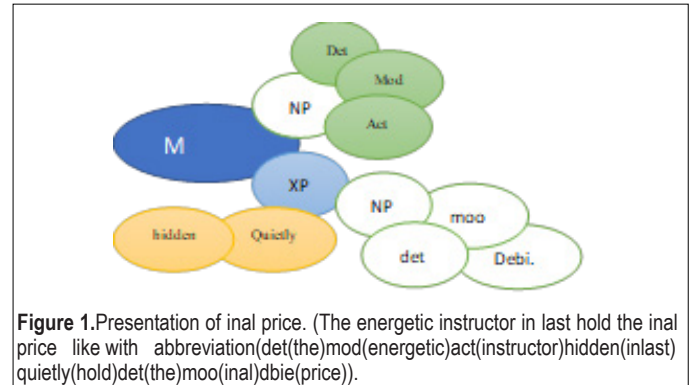 Det
Mod
NP
Act
M
XP
NP
moo
hidden
Quietly
det
Debi.
Figure 1.Presentation of inal price. (The energetic instructor in last hold the inal
price like with abbreviation(det(the)mod(energetic)act(instructor)hidden(inlast)
quietly(hold)det(the)moo(inal)dbie(price)).